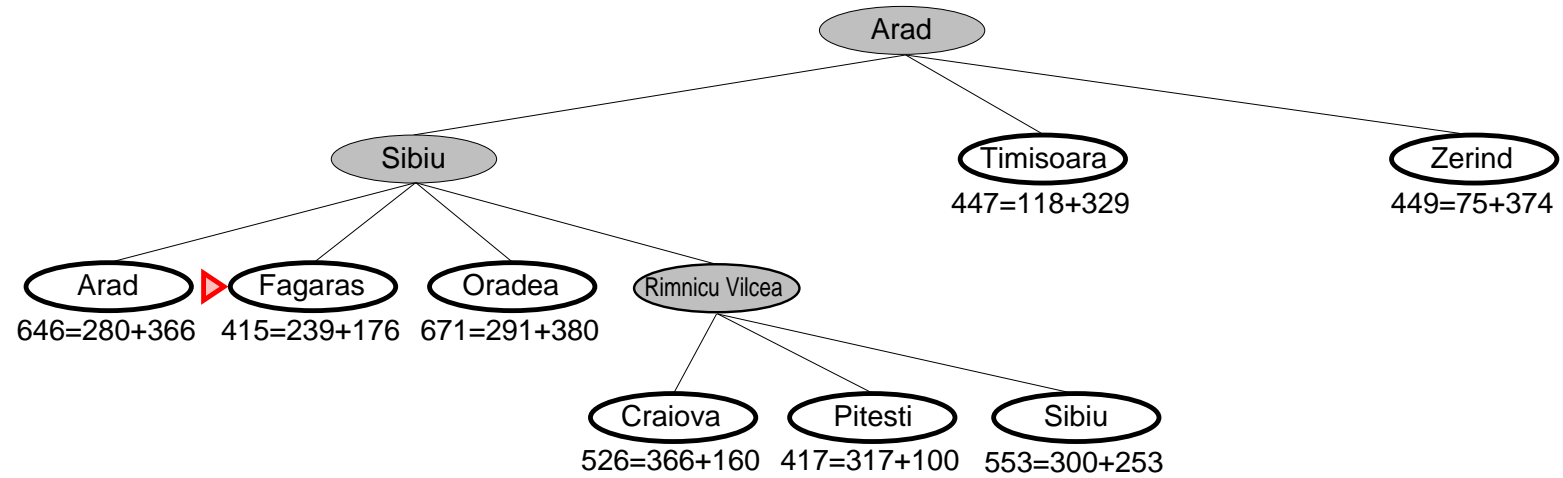 Arad
Sibiu
Timisoara
Zerind
447=118+329
449=75+374
Arad
Fagaras
Oradea
Rimnicu Vilcea
646=280+366
415=239+176
671=291+380
Craiova
Pitesti
Sibiu
526=366+160
417=317+100
553=300+253